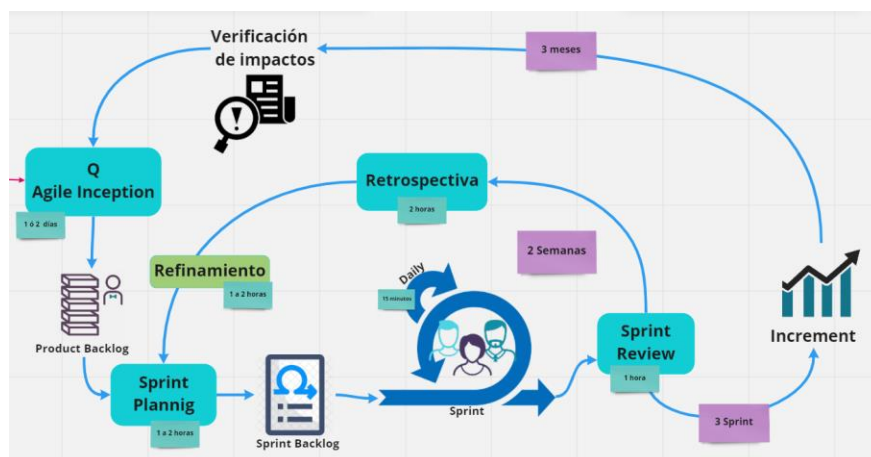 Verificación
de impactos
3 meses
Q
Agile Inception
1 ó 2 días
Retrospectiva
2 horas
2 Semanas
Refinamiento
1 a 2 horas
Daily
15 minutos
Product Backlog
Sprint
Plannig
1 a 2 horas
Sprint Backlog
Sprint
Sprint
Review
1 hora
Increment
3 Sprint